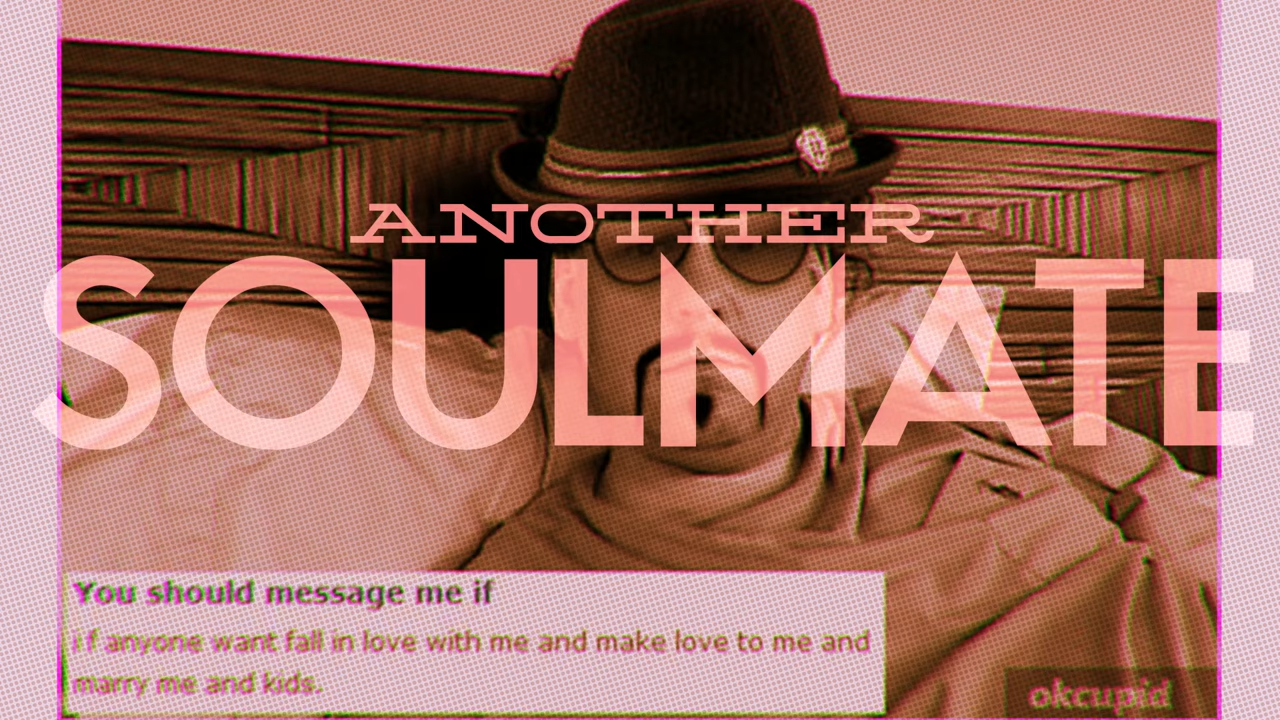 ANOTHER
SOULMATE
You should message me if
if anyone want fall in love with me and make love to me and
marry me and kids.
okcupid